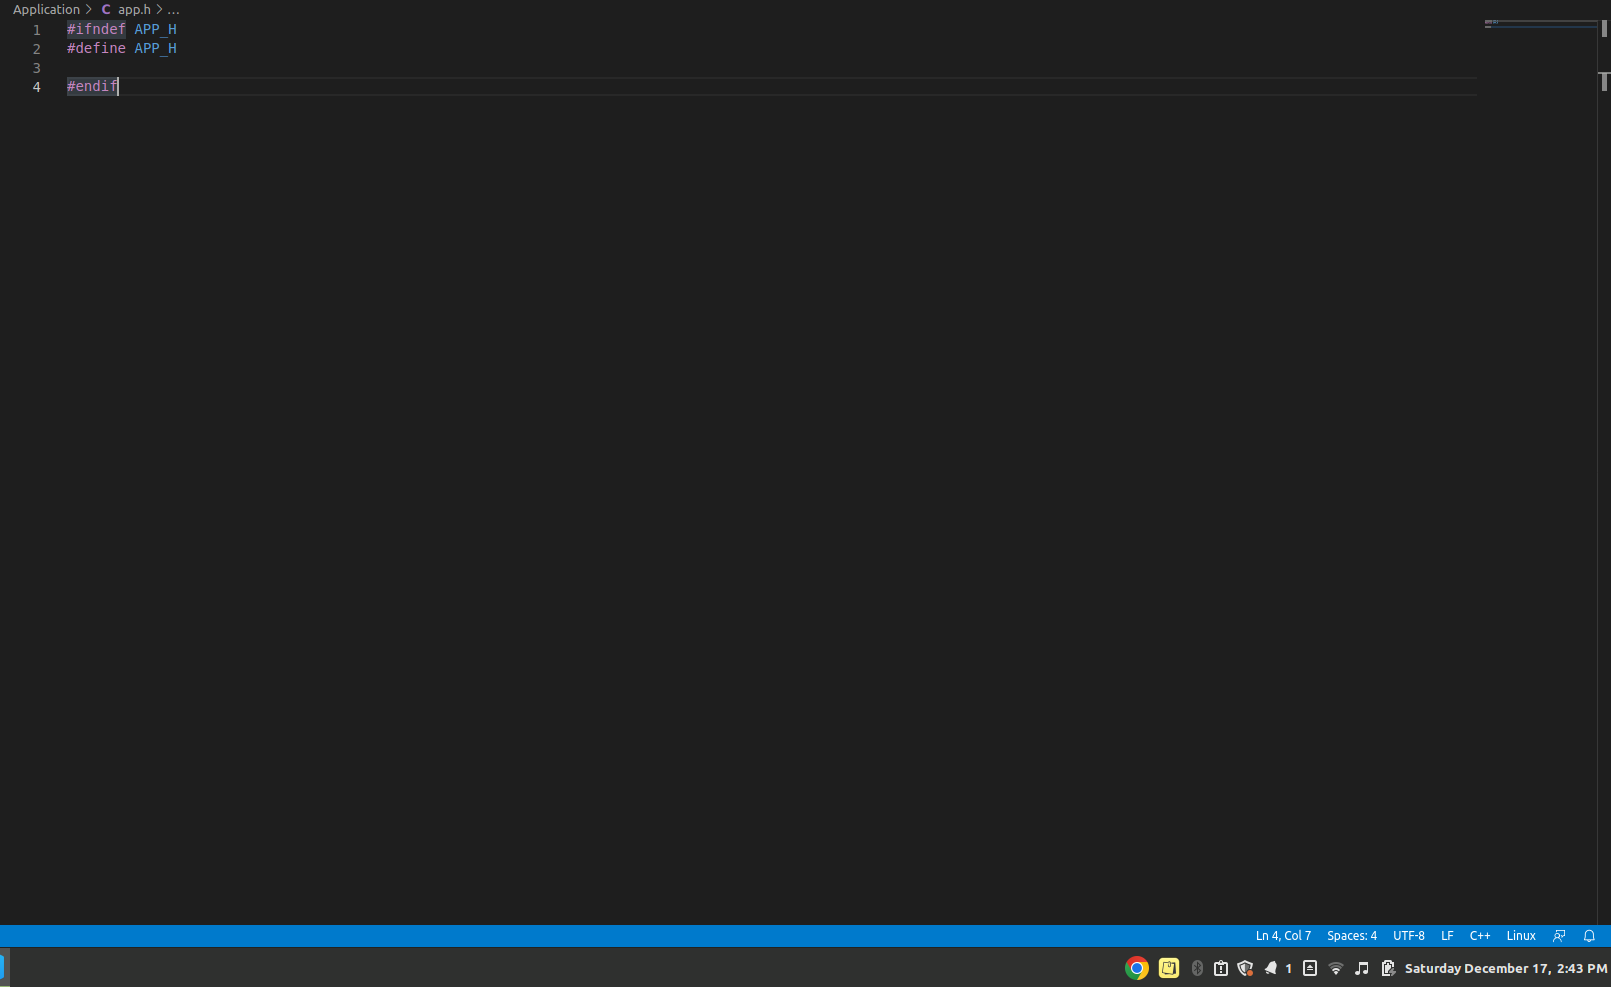 Application > C app.h > ...
1 #ifndef APP_H
2 #define APP_H
3
4 #endif
Ln 4, Col 7 Spaces: 4 UTF-8 LF C++ Linux
1 Saturday December 17, 2:43 PM